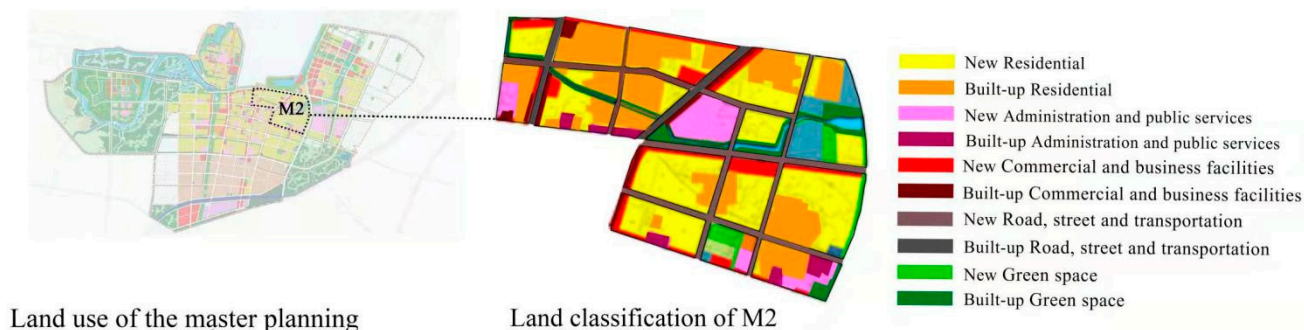 M2
New Residential
Built-up Residential
New Administration and public services
Built-up Administration and public services
New Commercial and business facilities
Built-up Commercial and business facilities
New Road, street and transportation
Built-up Road, street and transportation
New Green space
Built-up Green space
Land use of the master planning
Land classification of M2